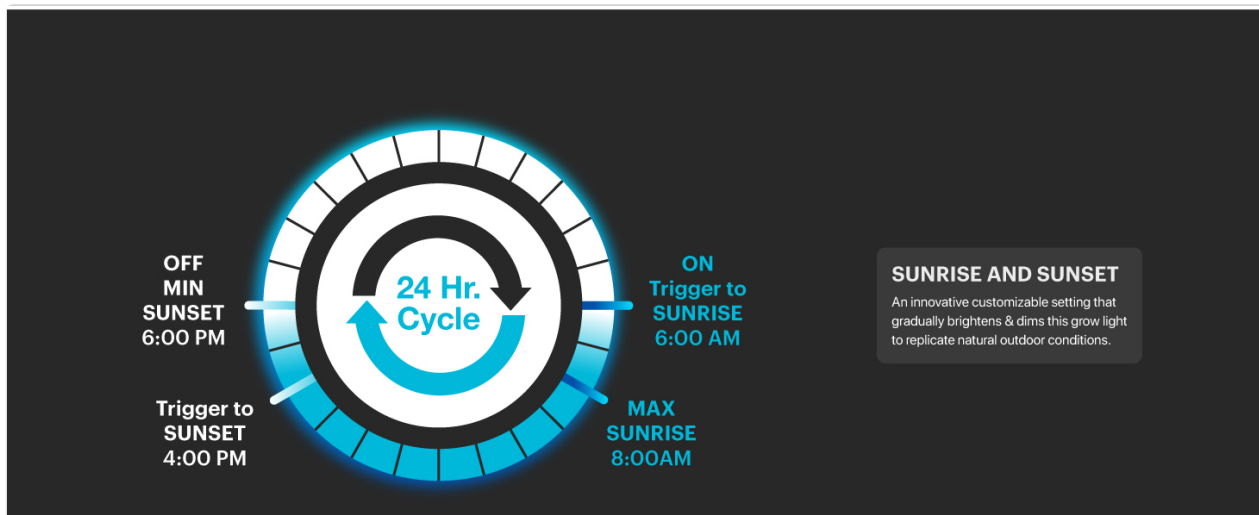 OFF
MIN
SUNSET
6:00 PM
Trigger to
SUNSET
4:00 PM
24 Hr.
Cycle
ON
Trigger to
SUNRISE
6:00 AM
MAX
SUNRISE
8:00AM
SUNRISE AND SUNSET
An innovative customizable setting that
gradually brightens & dims this grow light
to replicate natural outdoor conditions.